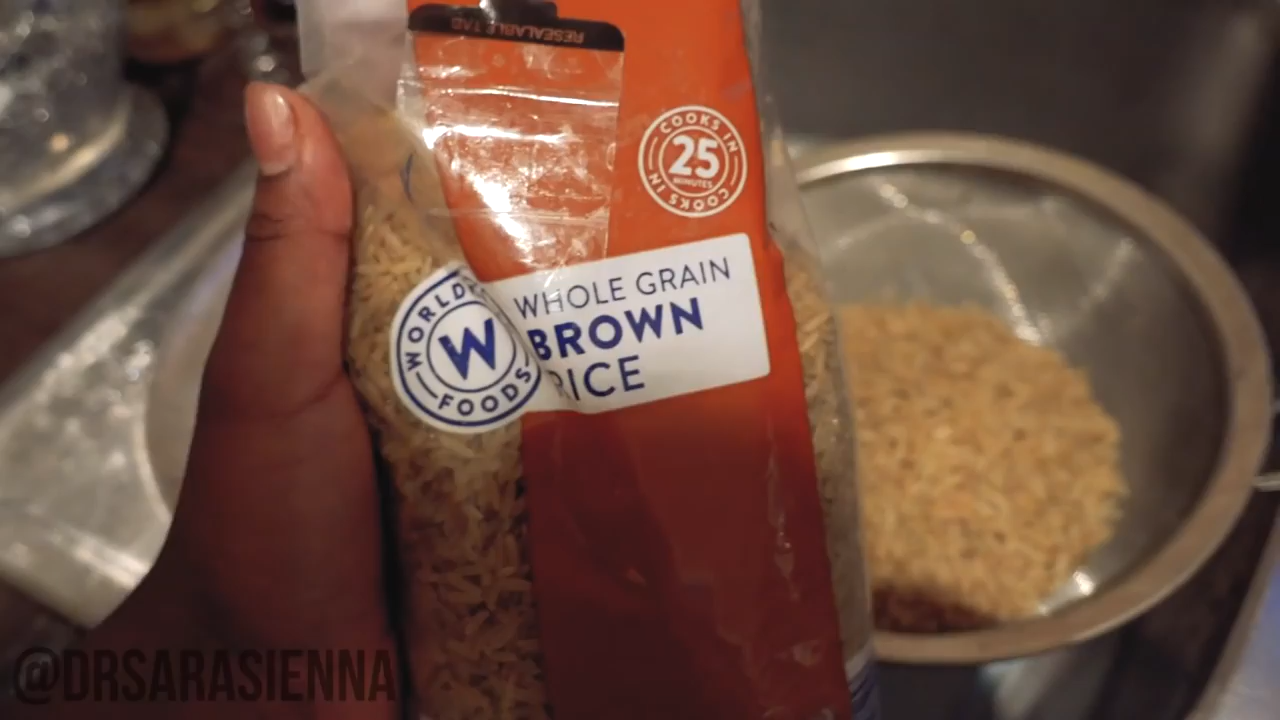 RESEALABLE TAB
COOKS IN
25
MINUTES
COOKS IN
WORLD
W
FOODS
WHOLE GRAIN
BROWN
RICE
@DRSARASIENNA